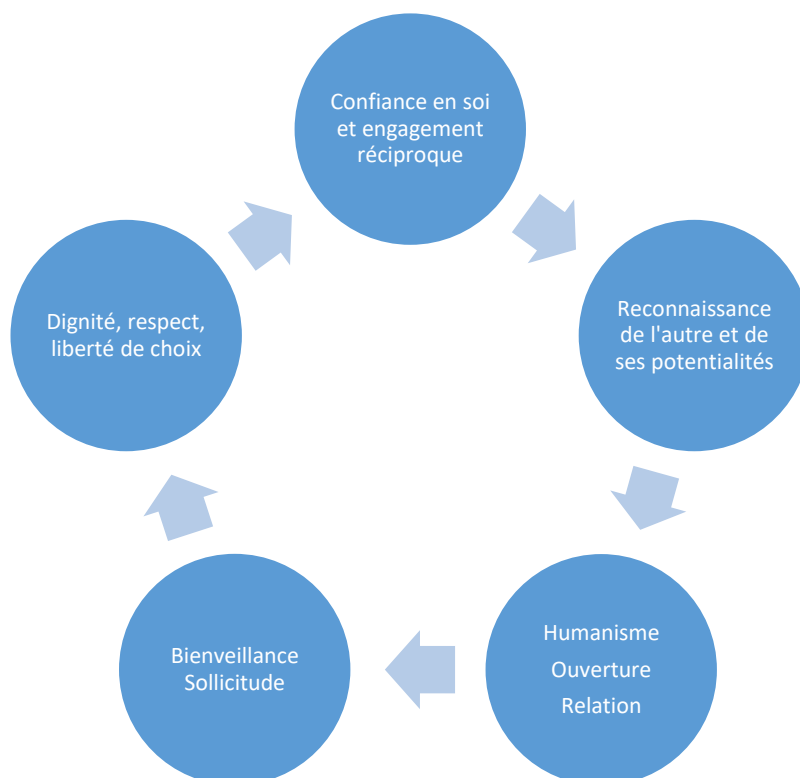 Confiance en soi
et engagement
réciproque
Reconnaissance
de l'autre et de
ses potentialités
Humanisme
Ouverture
Relation
Bienveillance
Sollicitude
Dignité, respect,
liberté de choix